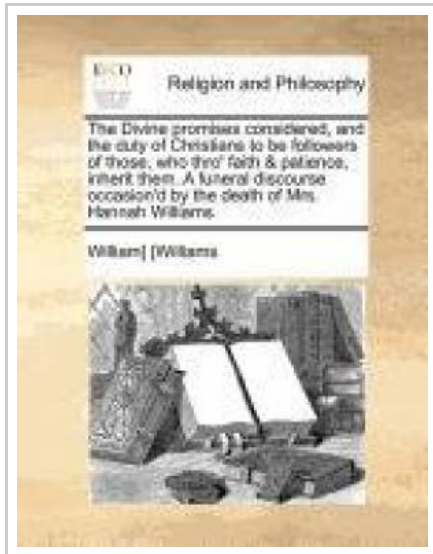 ECCO
Religion and Philosophy
The Divine promises considered, and
the duty of Christians to be followers
of those, who thro' faith & patience,
inherit them. A funeral discourse
occasion'd by the death of Mrs.
Hannah Williams
William] [Williams